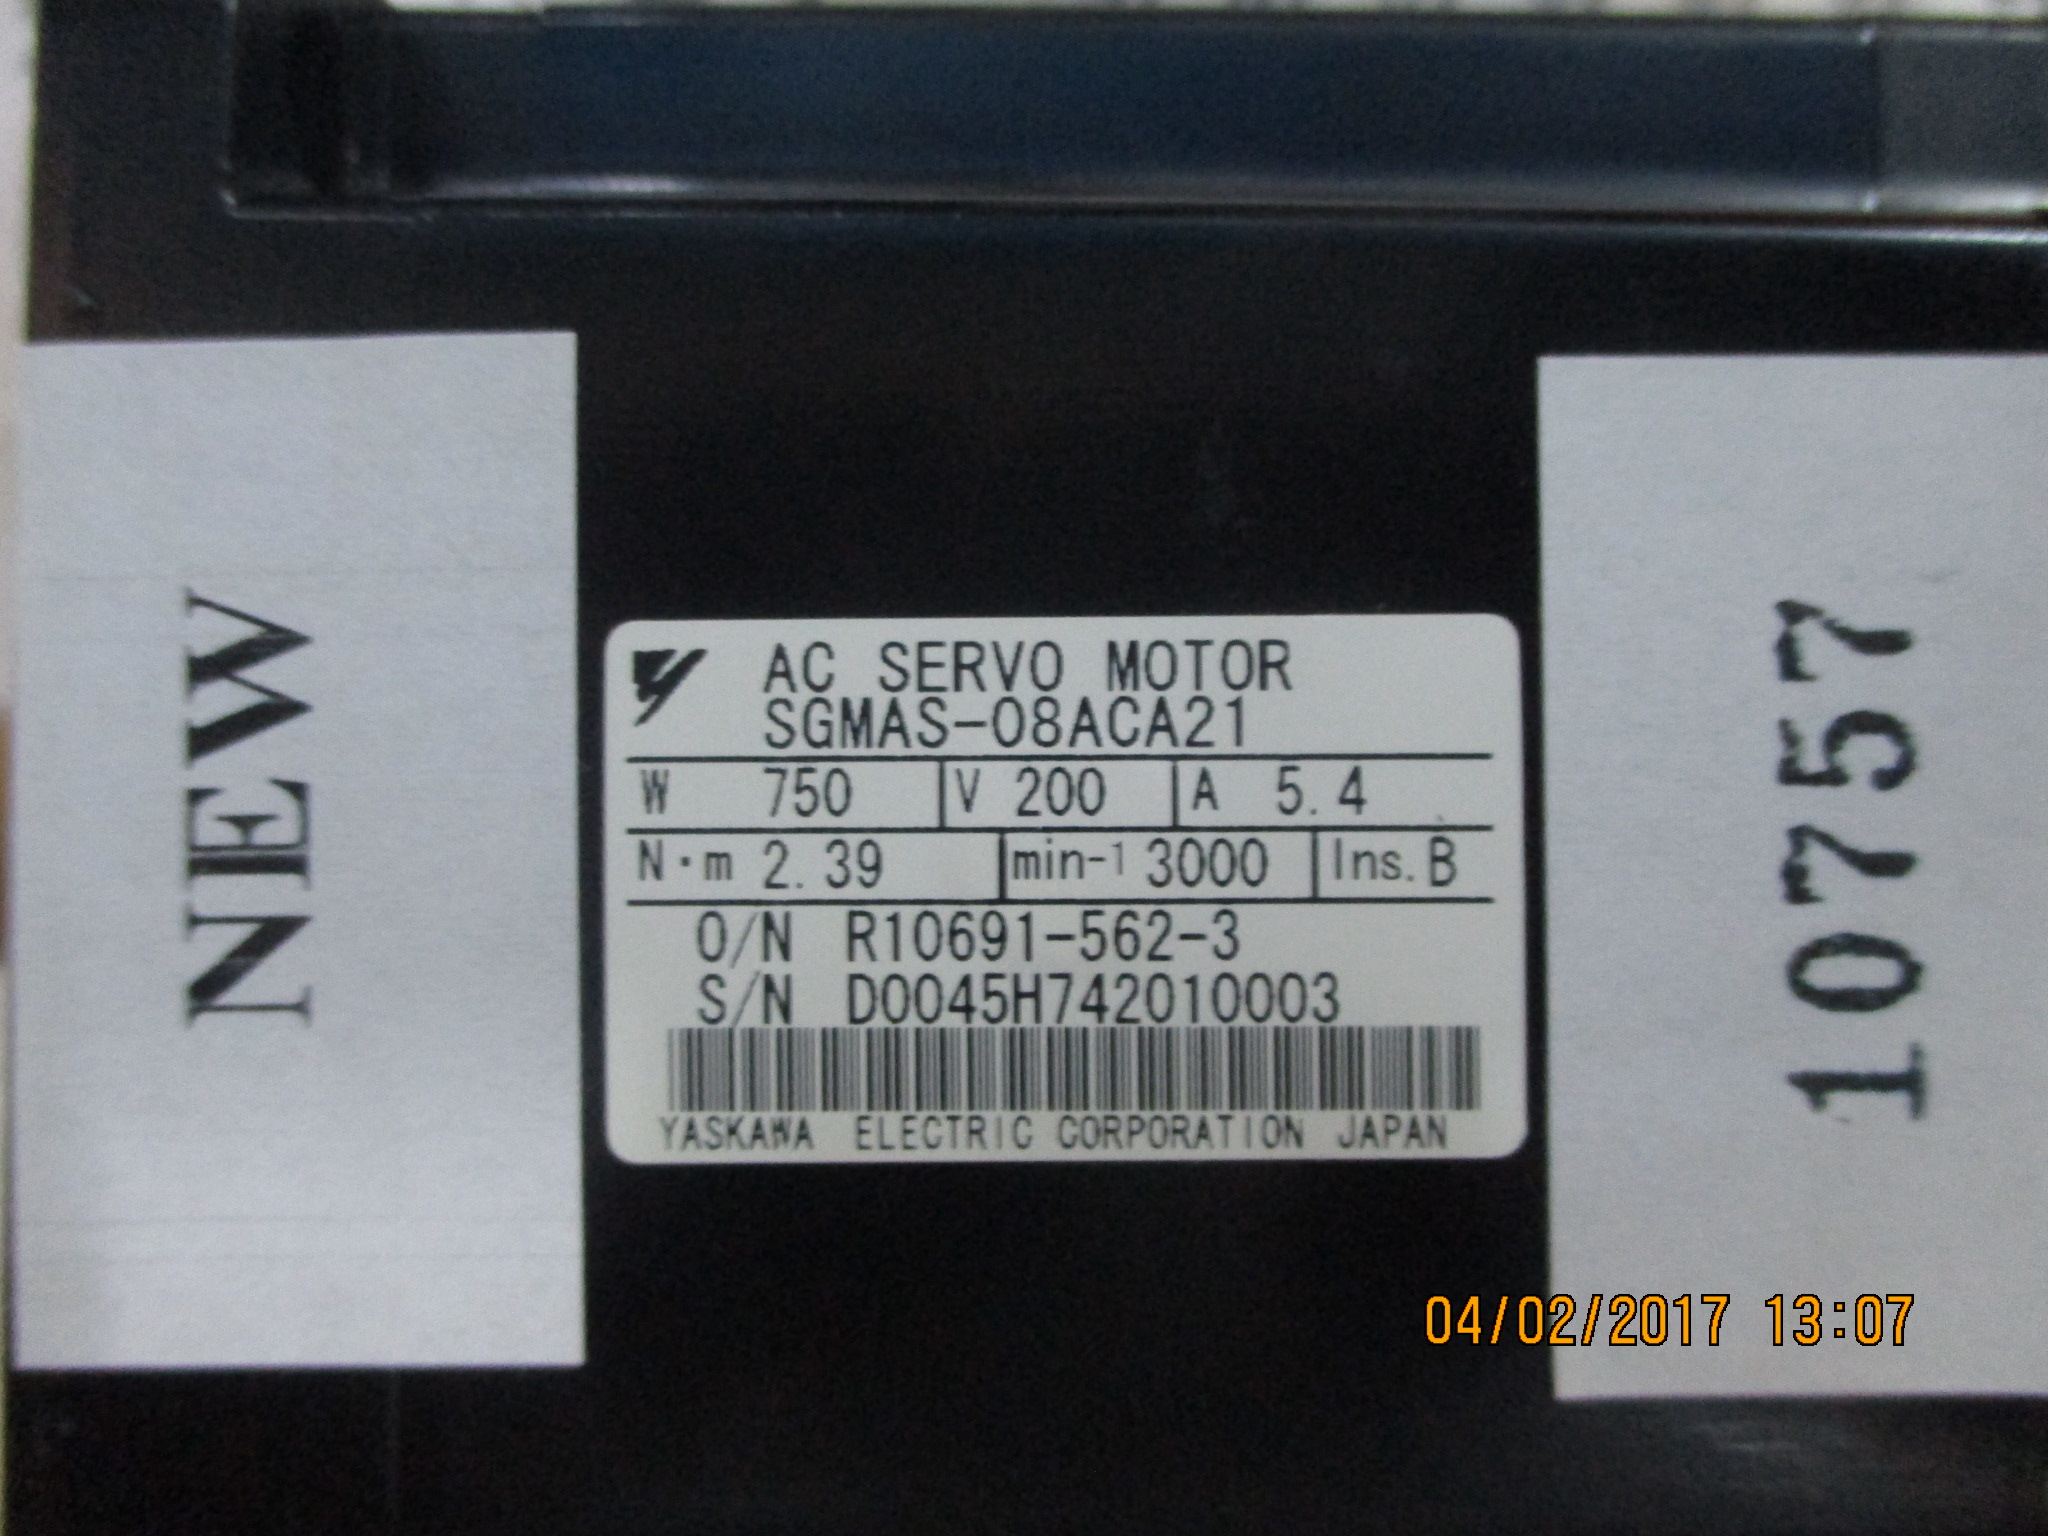 NEW
AC SERVO MOTOR
SGMAS-08ACA21
W 750 V 200 A 5.4
N·m 2.39 min-1 3000 Ins. B
O/N R10691-562-3
S/N D0045H742010003
YASKAWA ELECTRIC CORPORATION JAPAN
10757
04/02/2017 13:07